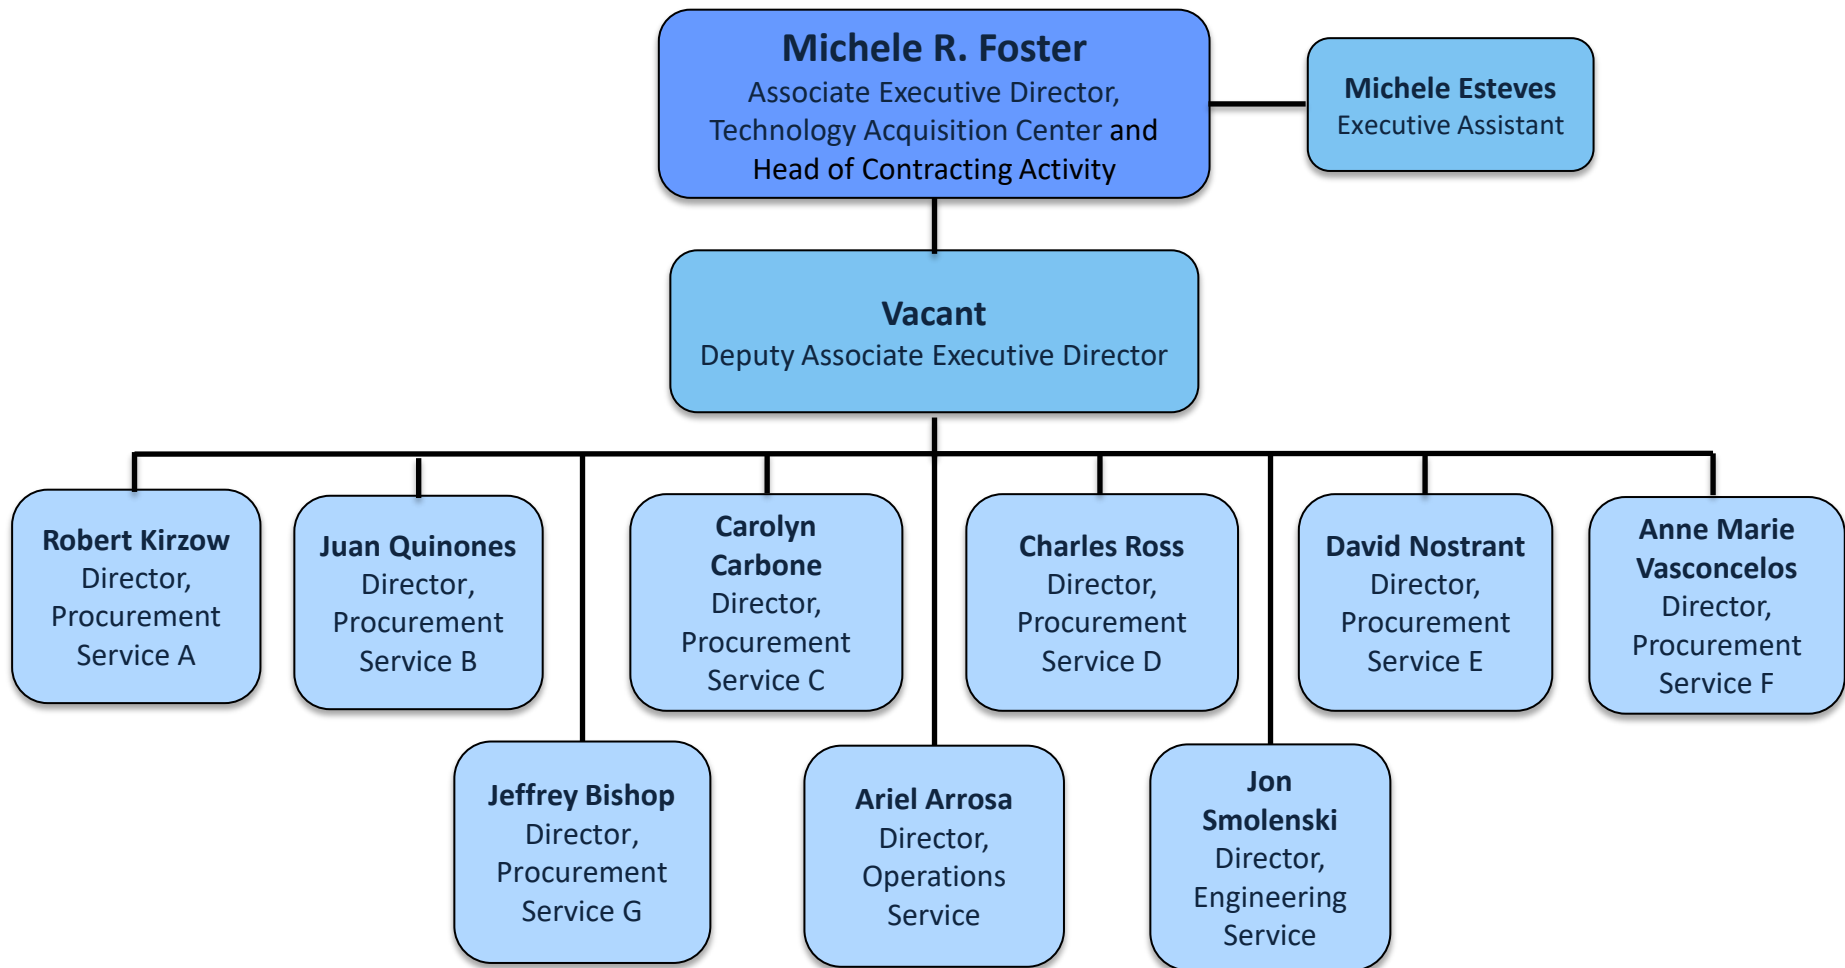 Michele R. Foster
Associate Executive Director,
Technology Acquisition Center and
Head of Contracting Activity
Michele Esteves
Executive Assistant
Vacant
Deputy Associate Executive Director
Robert Kirzow
Director,
Procurement
Service A
Juan Quinones
Director,
Procurement
Service B
Carolyn
Carbone
Director,
Procurement
Service C
Charles Ross
Director,
Procurement
Service D
David Nostrant
Director,
Procurement
Service E
Anne Marie
Vasconcelos
Director,
Procurement
Service F
Jeffrey Bishop
Director,
Procurement
Service G
Ariel Arrosa
Director,
Operations
Service
Jon
Smolenski
Director,
Engineering
Service